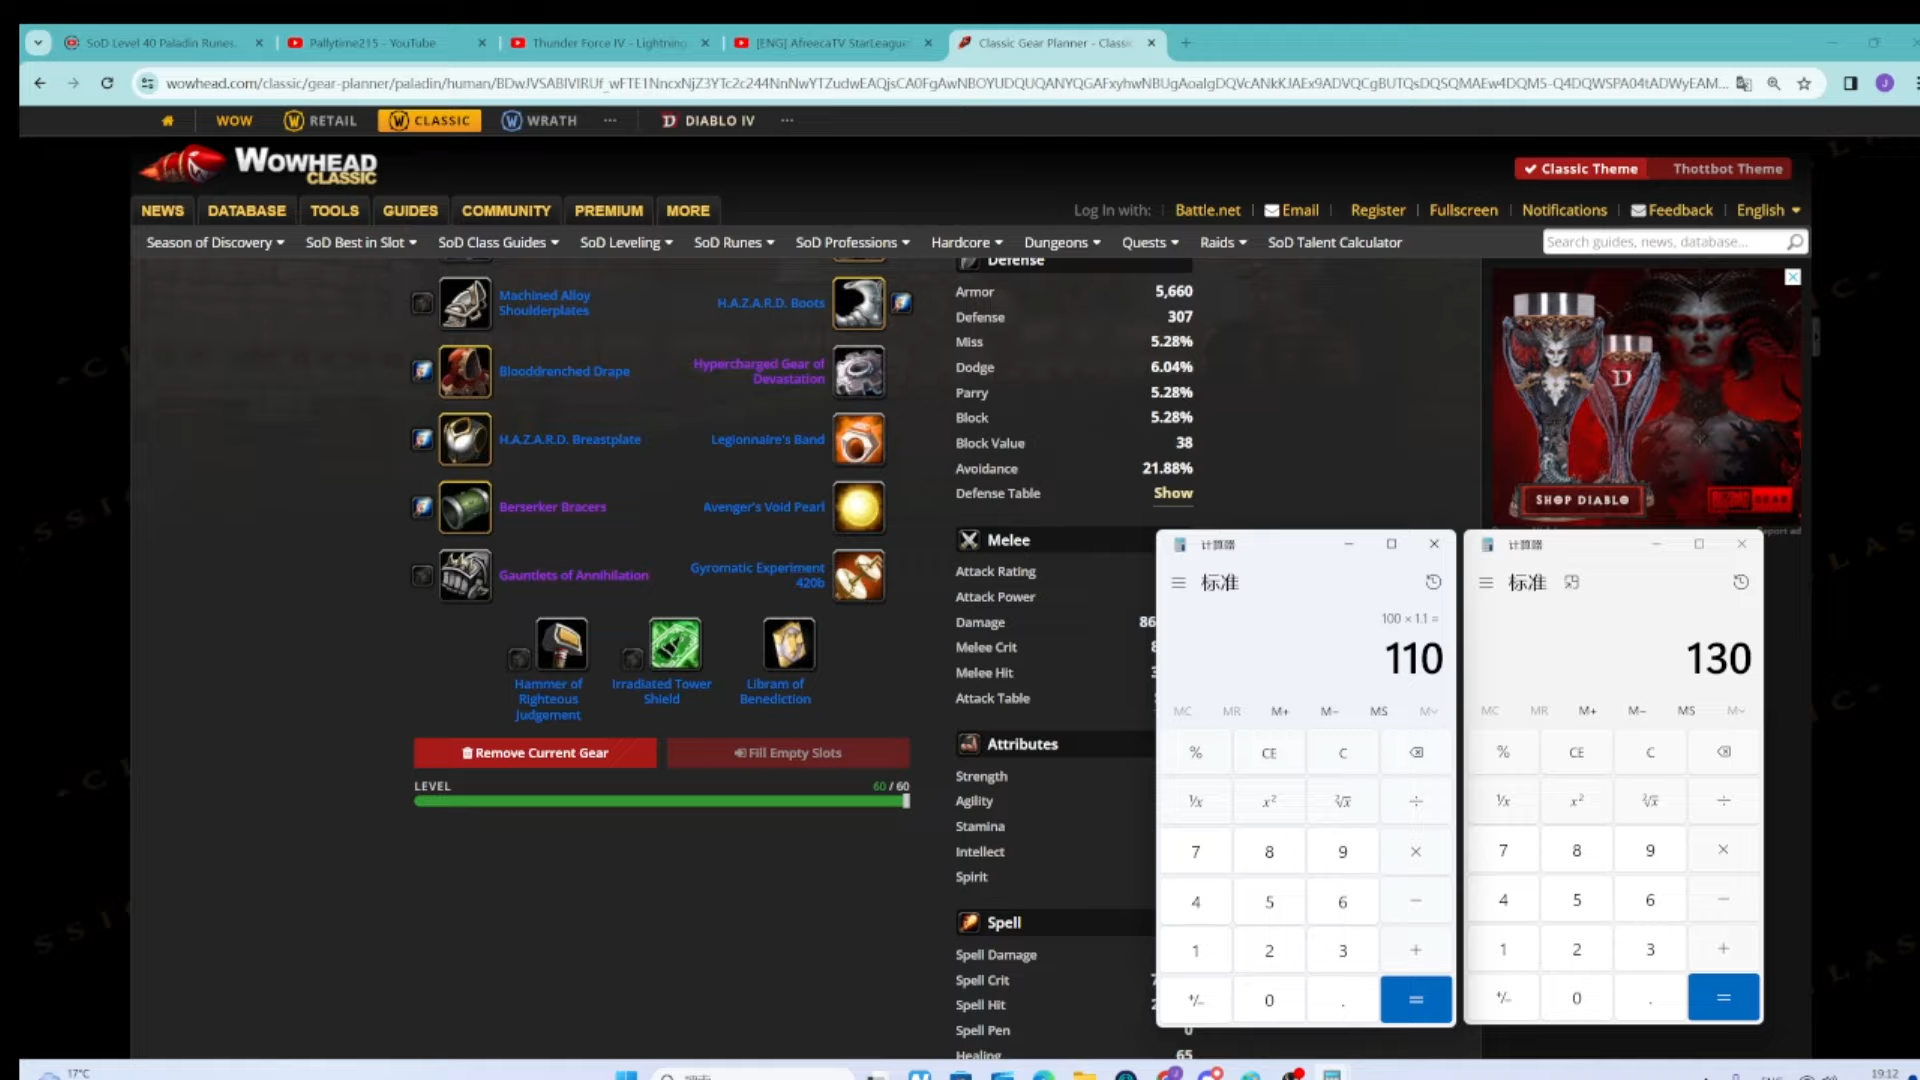 SoD Level 40 Paladin Runes
Pallytime215 - YouTube
Thunder Force IV - Lightning
[ENG] AfreecaTV StarLeague
Classic Gear Planner - Classic
WOW
RETAIL
CLASSIC
WRATH
DIABLO IV
WOWHEAD
CLASSIC
Classic Theme
Thottbot Theme
NEWS
DATABASE
TOOLS
GUIDES
COMMUNITY
PREMIUM
MORE
Log In with:
Battle.net
Email
Register
Fullscreen
Notifications
Feedback
English
Season of Discovery
SoD Best in Slot
SoD Class Guides
SoD Leveling
SoD Runes
SoD Professions
Hardcore
Dungeons
Quests
Raids
SoD Talent Calculator
Search guides, news, database...
Machined Alloy
Shoulderplates
Blooddrenched Drape
H.A.Z.A.R.D. Breastplate
Berserker Bracers
Gauntlets of Annihilation
H.A.Z.A.R.D. Boots
Hypercharged Gear of
Devastation
Legionnaire's Band
Avenger's Void Pearl
Gyromatic Experiment
420b
Hammer of
Righteous
Judgement
Irradiated Tower
Shield
Libram of
Benediction
Remove Current Gear
Fill Empty Slots
LEVEL
60 / 60
Defense
Armor 5,660
Defense 307
Miss 5.28%
Dodge 6.04%
Parry 5.28%
Block 5.28%
Block Value 38
Avoidance 21.88%
Defense Table Show
Melee
Attack Rating
Attack Power
Damage 86
Melee Crit
Melee Hit
Attack Table
Attributes
Strength
Agility
Stamina
Intellect
Spirit
Spell
Spell Damage
Spell Crit
Spell Hit
Spell Pen 0
Healing 65
SHOP DIABLO
计算器
标准
100 × 1.1 =
110
MC MR M+ M− MS M
% CE C
1/x x² ²√x ÷
7 8 9 ×
4 5 6 −
1 2 3 +
+/− 0 . =
计算器
标准
130
MC MR M+ M− MS M
% CE C
1/x x² ²√x ÷
7 8 9 ×
4 5 6 −
1 2 3 +
+/− 0 . =
17°C
19:12